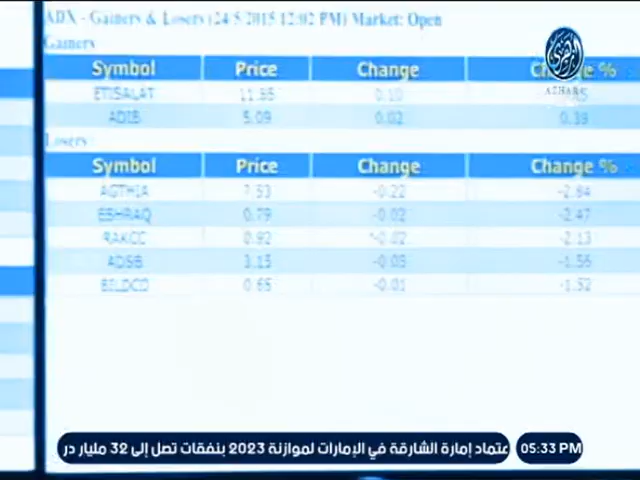 ADX - Gainers & Losers (24/5/2015 12:02 PM) Market: Open
Gainers
Symbol Price Change %
ETISALAT 0.10
ADIB 5.09 0.02 0.39
AZHARI
Losers
Symbol Price Change Change %
AGTHIA 7.53 -0.22 -2.84
ESHRAQ 0.79 -0.02 -2.47
RAKCC 0.92 -0.02 -2.13
ADSB 3.15 -0.05 -1.56
BILDCO 0.65 -0.01 -1.52
عتماد إمارة الشارقة في الإمارات لموازنة 2023 بنفقات تصل إلى 32 مليار در 05:33 PM